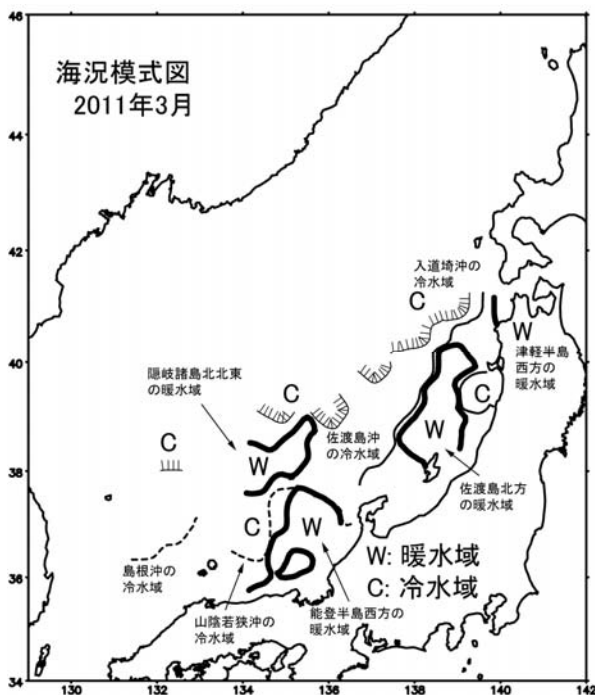 海況模式図
2011年3月
46
44
42
40
38
36
34
130
132
134
136
138
140
142
入道埼沖の
冷水域
C
W
津軽半島
西方の
暖水域
隠岐諸島北北東
の暖水域
C
C
佐渡島沖
の冷水域
C
W
W
佐渡島北方
の暖水域
C
W
島根沖の
冷水域
山陰若狭沖の
冷水域
能登半島西方の
暖水域
W: 暖水域
C: 冷水域